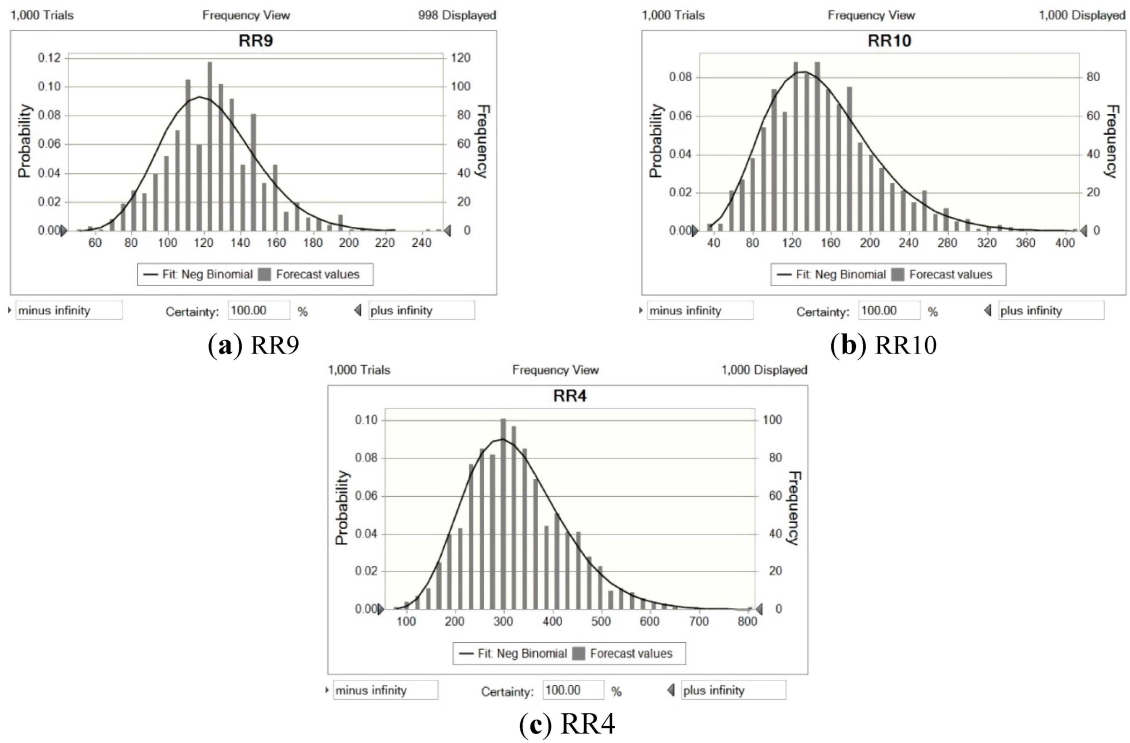 1,000 Trials Frequency View 998 Displayed
RR9
0.12 120
0.10 100
0.08 80
0.06 60
0.04 40
0.02 20
0.00 0
Probability
Frequency
60 80 100 120 140 160 180 200 220 240
Fit: Neg Binomial Forecast values
minus infinity Certainty: 100.00 % plus infinity
(a) RR9
1,000 Trials Frequency View 1,000 Displayed
RR10
0.08 80
0.06 60
0.04 40
0.02 20
0.00 0
Probability
Frequency
40 80 120 160 200 240 280 320 360 400
Fit: Neg Binomial Forecast values
minus infinity Certainty: 100.00 % plus infinity
(b) RR10
1,000 Trials Frequency View 1,000 Displayed
RR4
0.10 100
0.08 80
0.06 60
0.04 40
0.02 20
0.00 0
Probability
Frequency
100 200 300 400 500 600 700 800
Fit: Neg Binomial Forecast values
minus infinity Certainty: 100.00 % plus infinity
(c) RR4